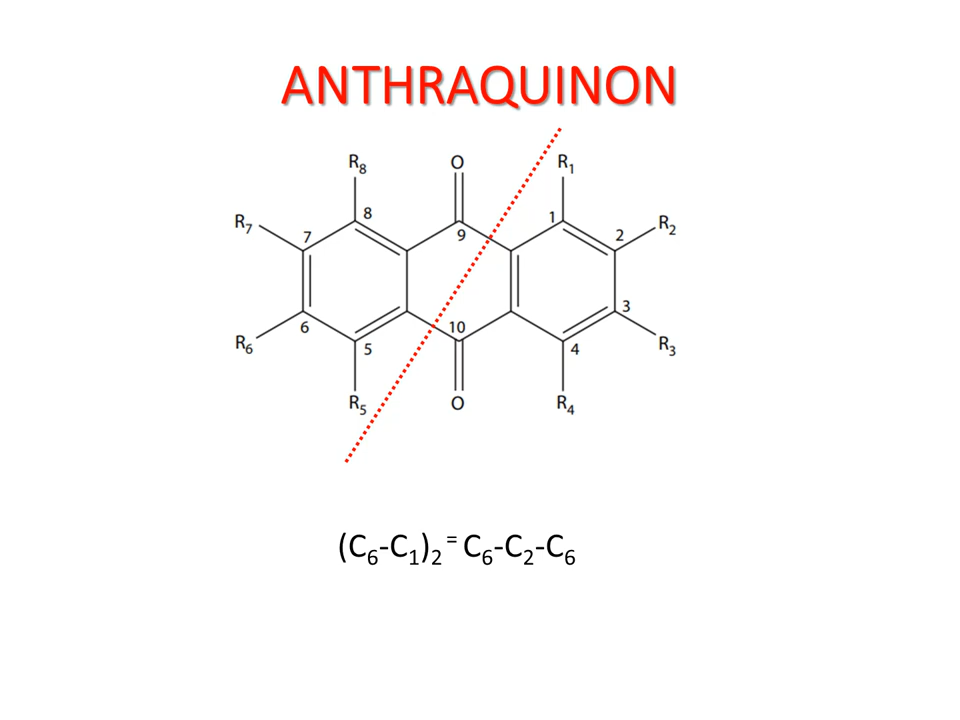 ANTHRAQUINON
R8 O R1
R7 8 1 R2
7 9 2
6 10 3
R6 5 4 R3
R5 O R4
(C6-C1)2 = C6-C2-C6